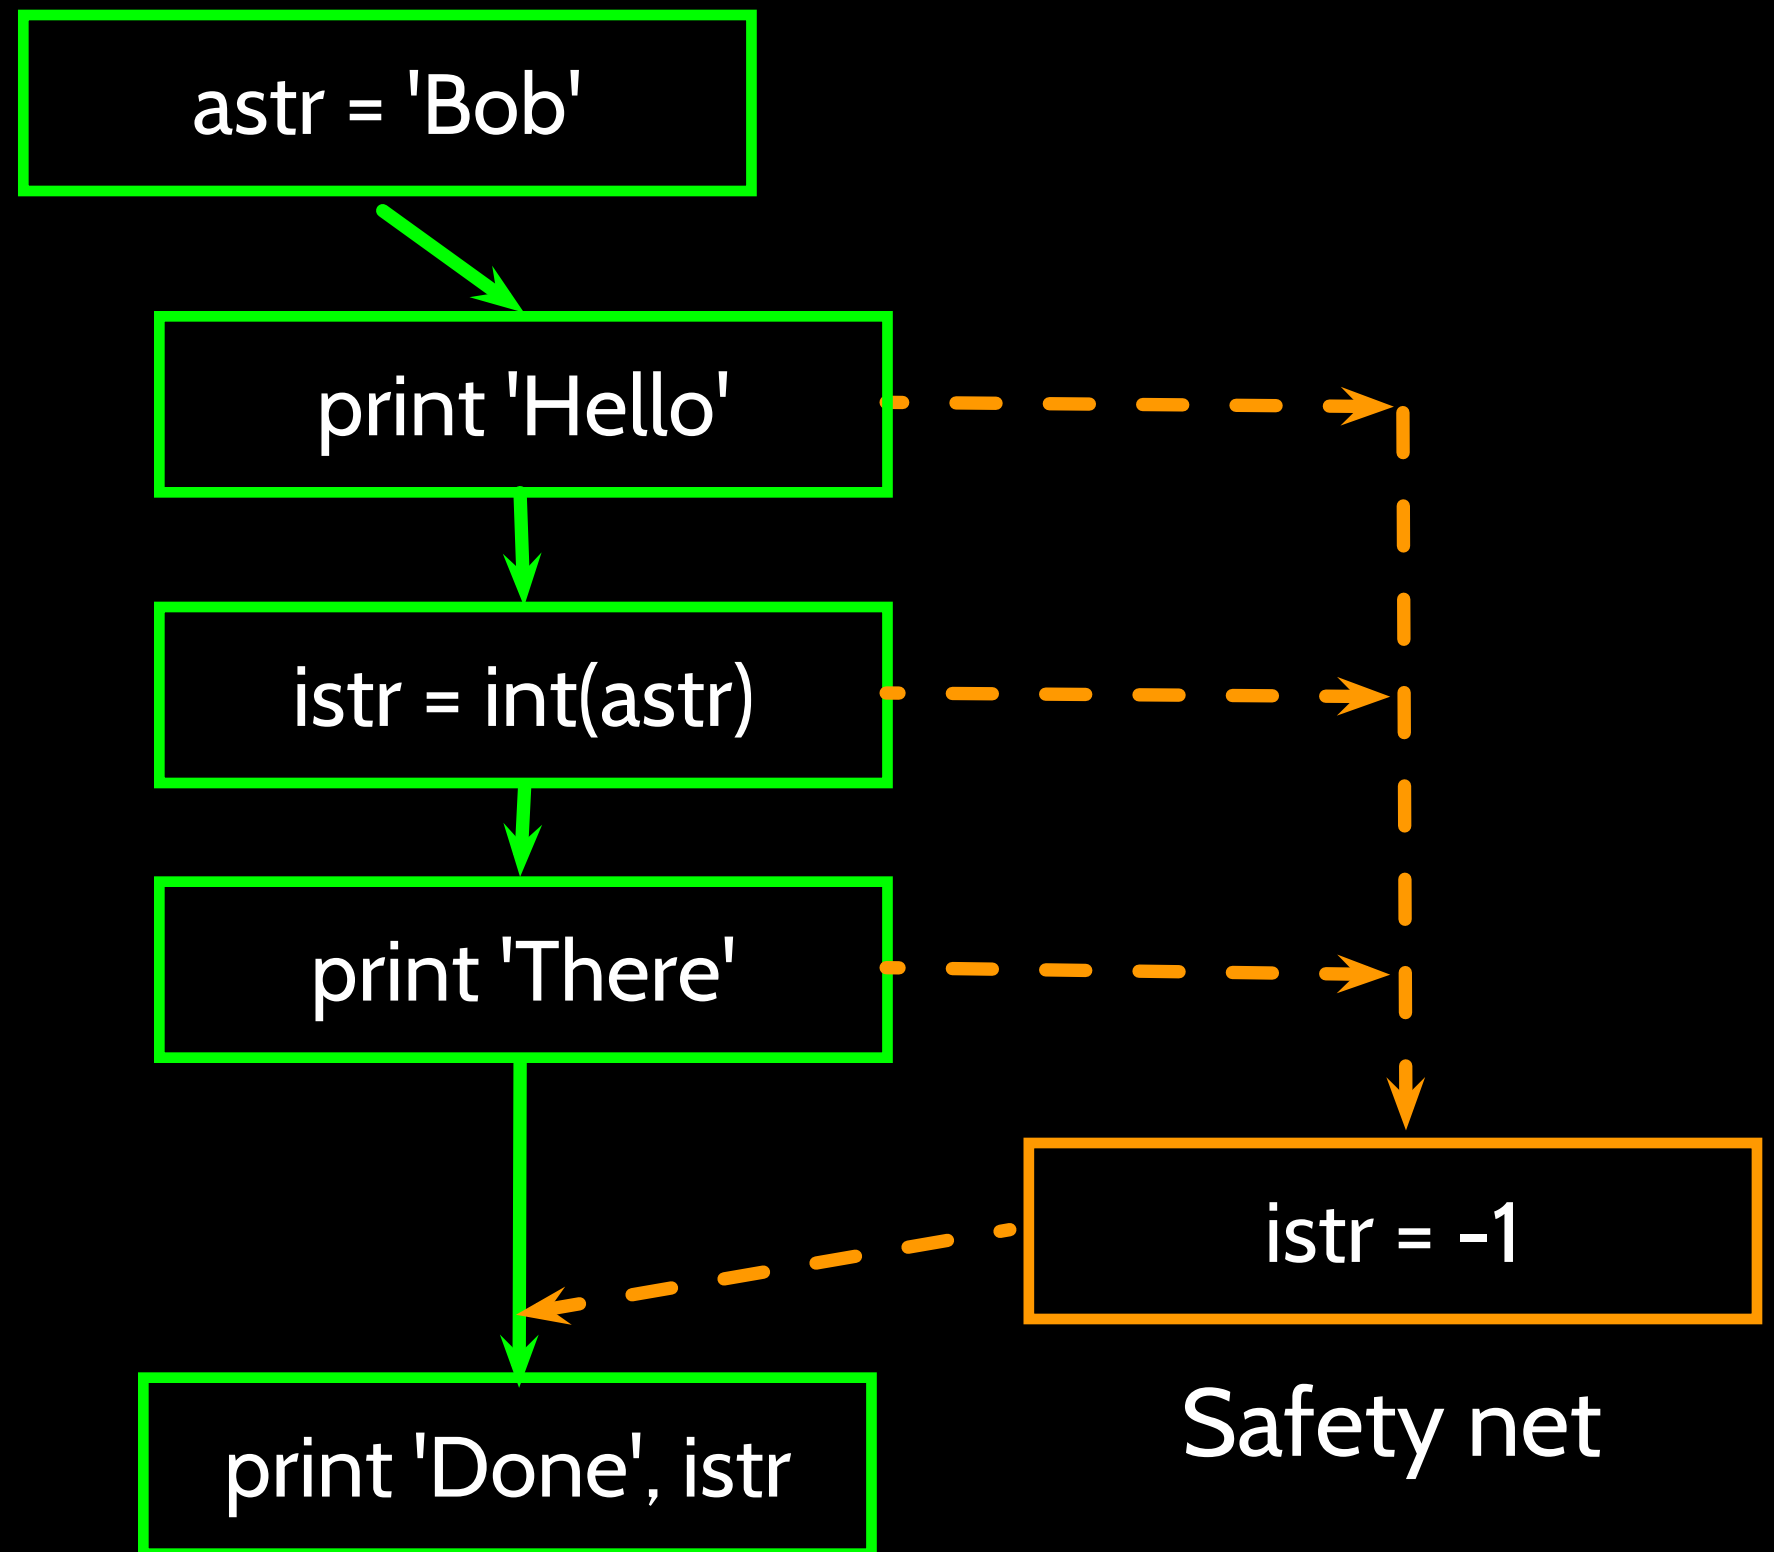 astr = 'Bob'
print 'Hello'
istr = int(astr)
print 'There'
istr = -1
Safety net
print 'Done', istr